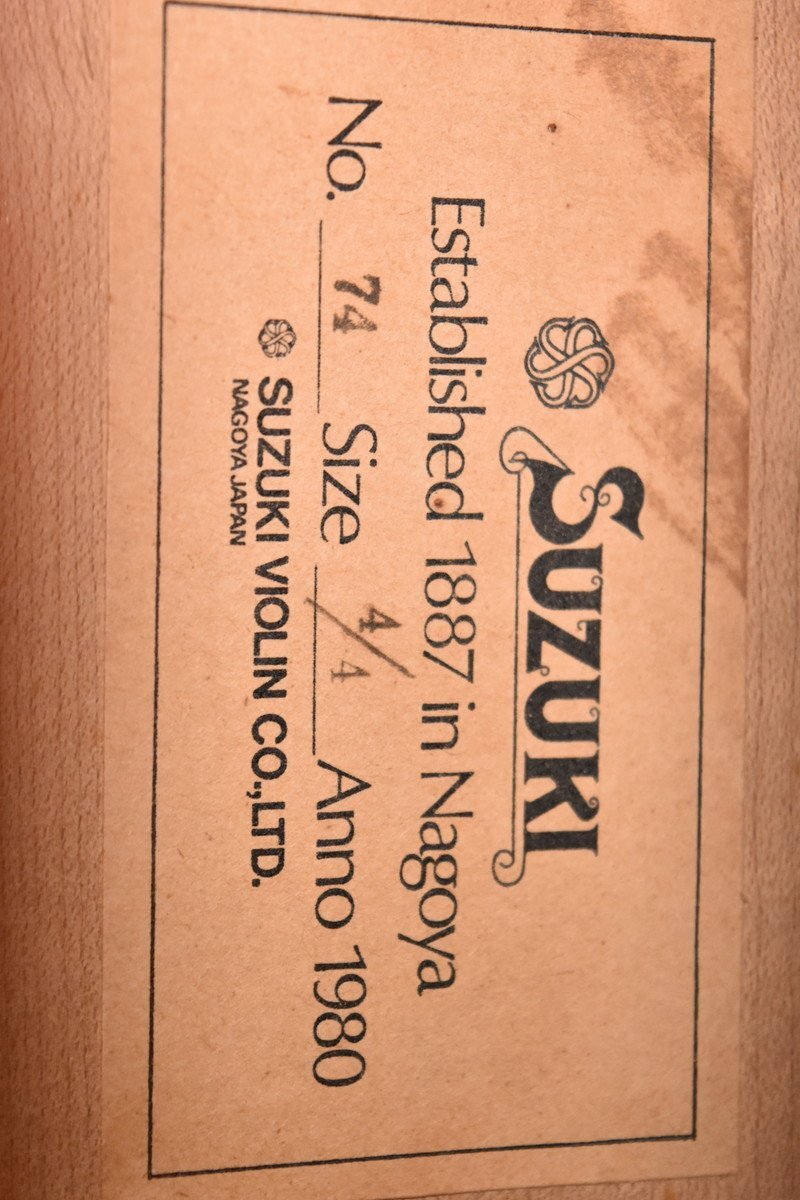 SUZUKI
Established 1887 in Nagoya
No. 74 Size 4/4 Anno 1980
SUZUKI VIOLIN CO.,LTD.
NAGOYA JAPAN